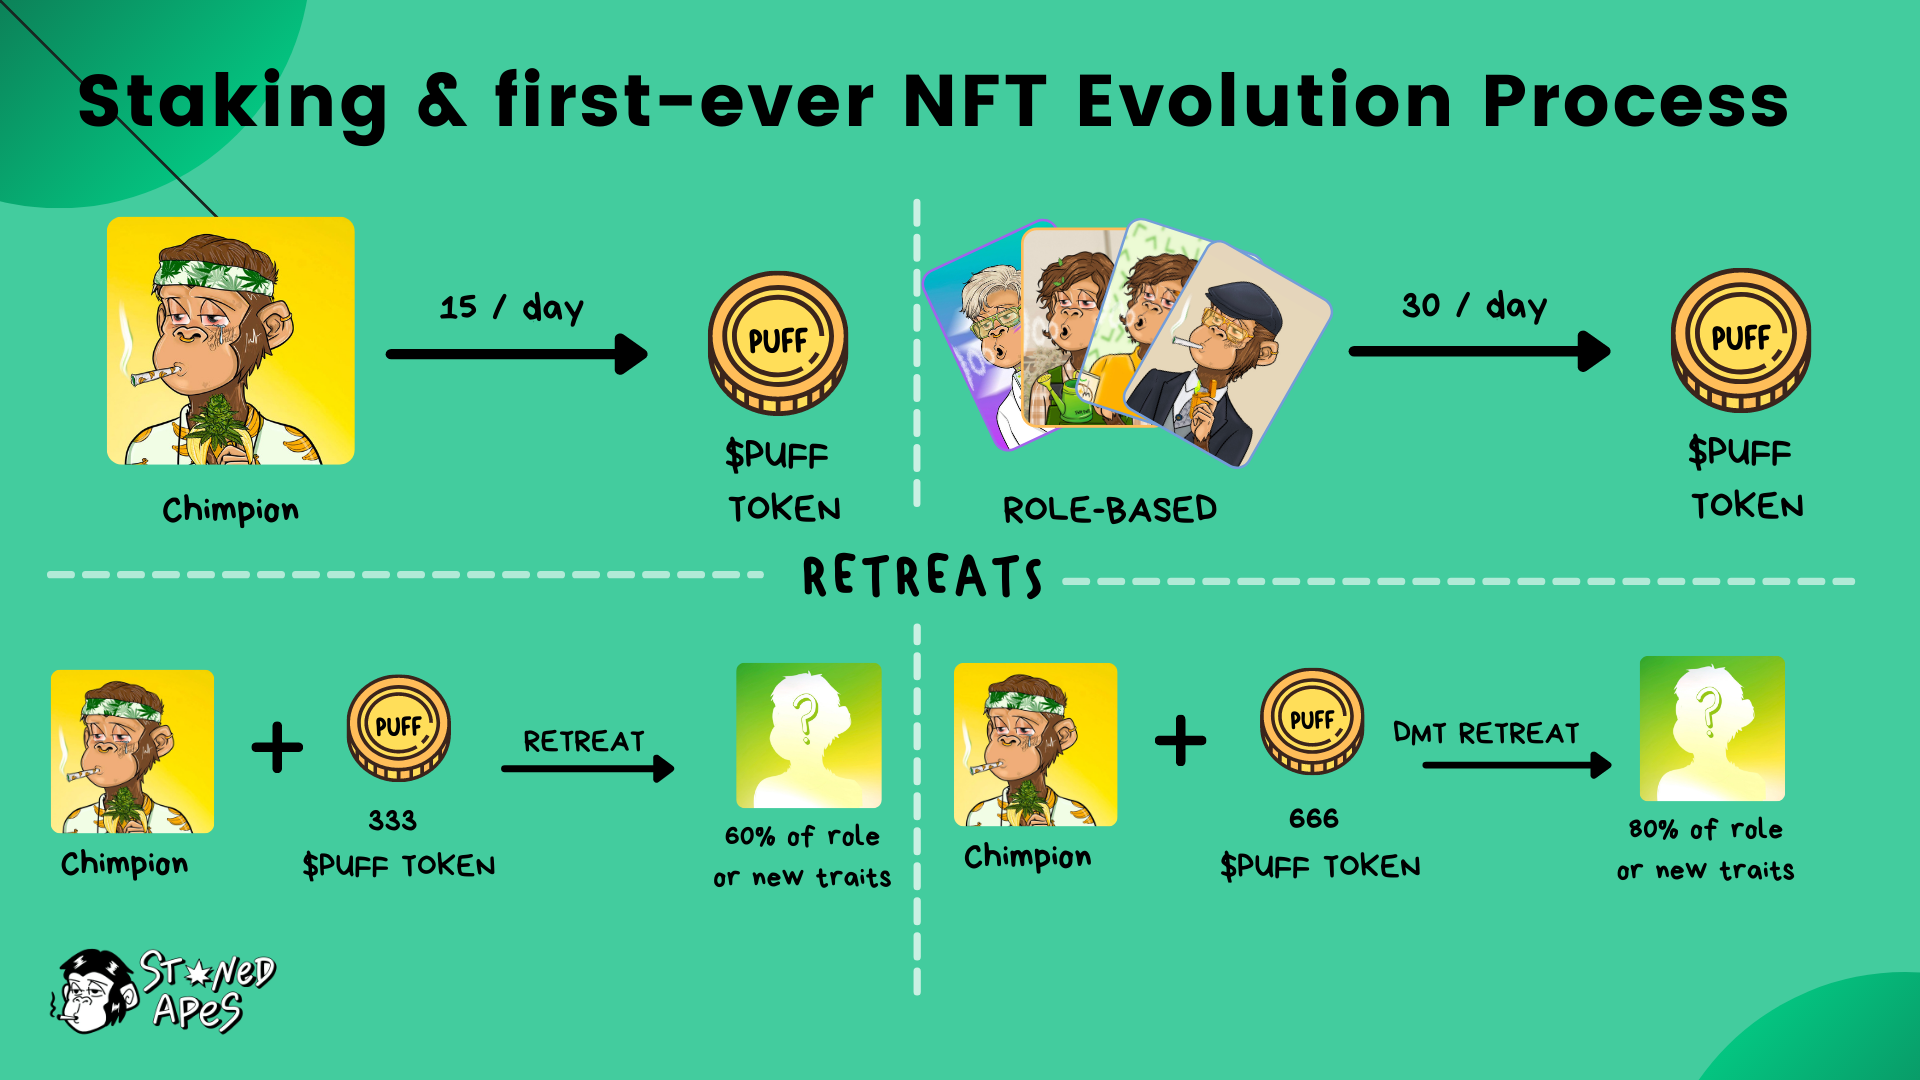 Staking & first-ever NFT Evolution Process
15 / day
PUFF
$PUFF
TOKEN
Chimpion
30 / day
PUFF
$PUFF
TOKEN
ROLE-BASED
RETREATS
Chimpion
PUFF
333
$PUFF TOKEN
RETREAT
?
60% of role
or new traits
Chimpion
PUFF
666
$PUFF TOKEN
DMT RETREAT
?
80% of role
or new traits
STONED
APES